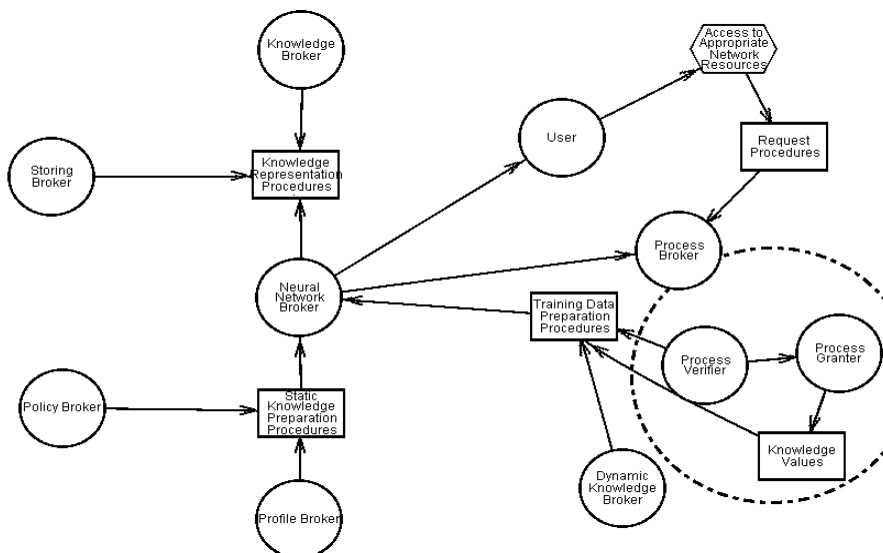 Knowledge
Broker
Access to
Appropriate
Network
Resources
User
Request
Procedures
Storing
Broker
Knowledge
Representation
Procedures
Process
Broker
Neural
Network
Broker
Training Data
Preparation
Procedures
Process
Verifier
Process
Granter
Policy Broker
Static
Knowledge
Preparation
Procedures
Knowledge
Values
Dynamic
Knowledge
Broker
Profile Broker